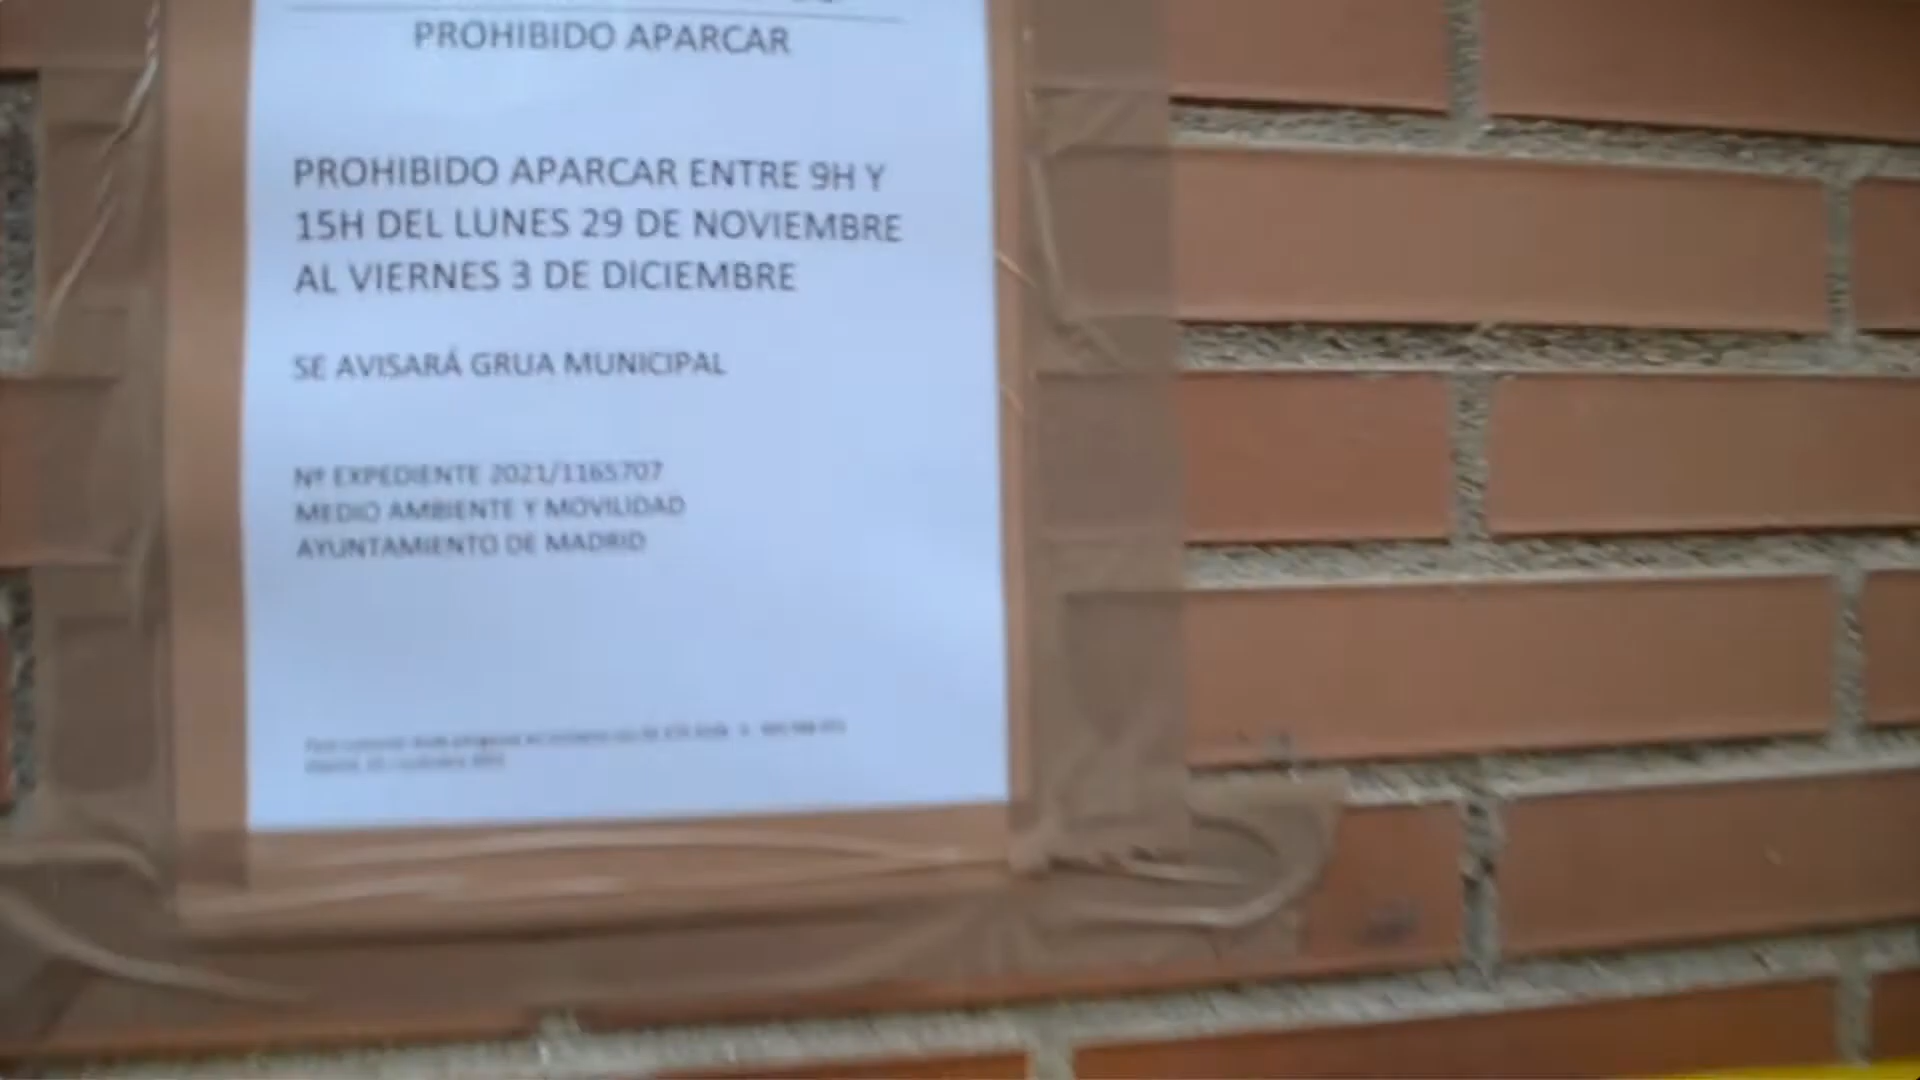 PROHIBIDO APARCAR
PROHIBIDO APARCAR ENTRE 9H Y
15H DEL LUNES 29 DE NOVIEMBRE
AL VIERNES 3 DE DICIEMBRE
SE AVISARÁ GRUA MUNICIPAL
Nº EXPEDIENTE 2021/1165707
MEDIO AMBIENTE Y MOVILIDAD
AYUNTAMIENTO DE MADRID